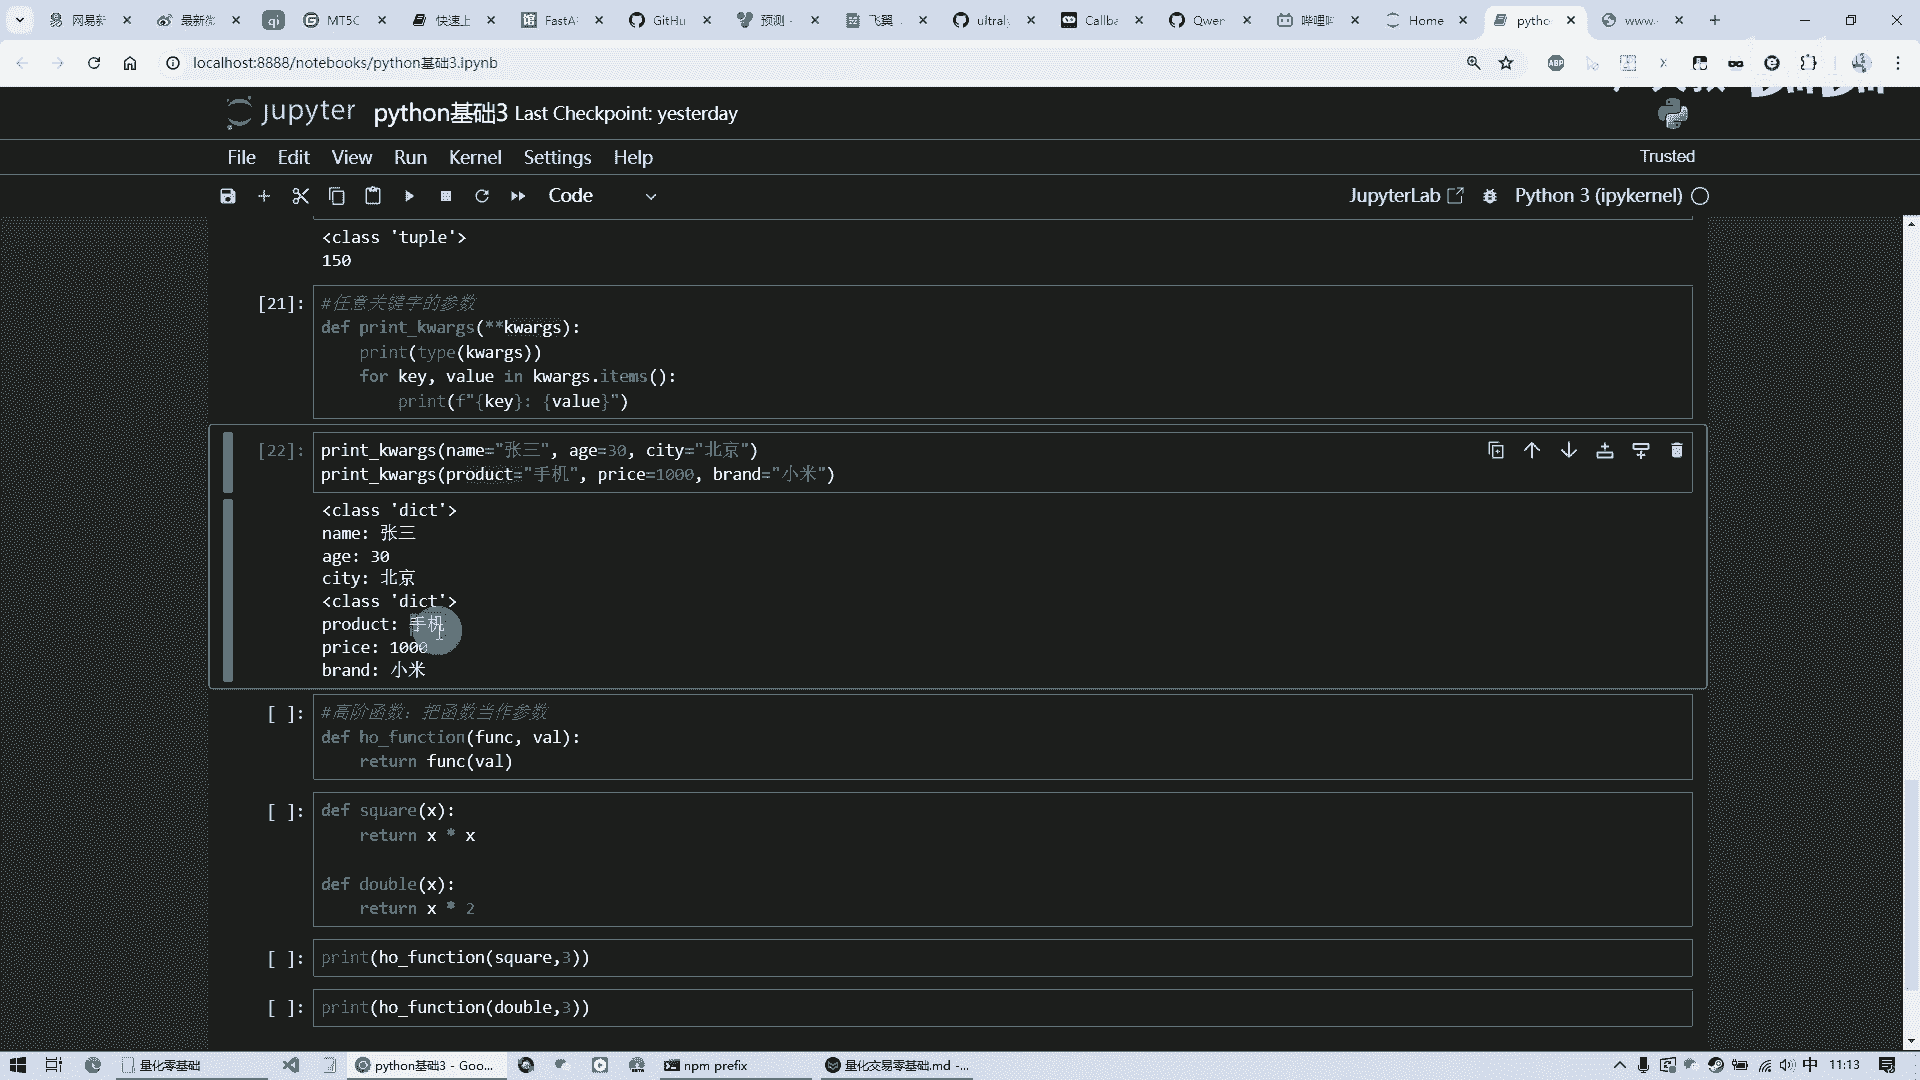 网易新
最新微
qi
MT5C
快速上
FastA
GitHu
预测 -
飞翼
ultraly
Callba
Qwen
哔哩
Home
pytho
www.
localhost:8888/notebooks/python基础3.ipynb
ABP
jupyter python基础3 Last Checkpoint: yesterday
File Edit View Run Kernel Settings Help
Trusted
Code
JupyterLab
Python 3 (ipykernel)
<class 'tuple'>
150
[21]: #任意关键字的参数
def print_kwargs(**kwargs):
print(type(kwargs))
for key, value in kwargs.items():
print(f"{key}: {value}")
[22]: print_kwargs(name="张三", age=30, city="北京")
print_kwargs(product="手机", price=1000, brand="小米")
<class 'dict'>
name: 张三
age: 30
city: 北京
<class 'dict'>
product: 手机
price: 1000
brand: 小米
[ ]: #高阶函数：把函数当作参数
def ho_function(func, val):
return func(val)
[ ]: def square(x):
return x * x
def double(x):
return x * 2
[ ]: print(ho_function(square,3))
[ ]: print(ho_function(double,3))
量化零基础
python基础3 - Goo...
npm prefix
量化交易零基础.md -...
中
11:13